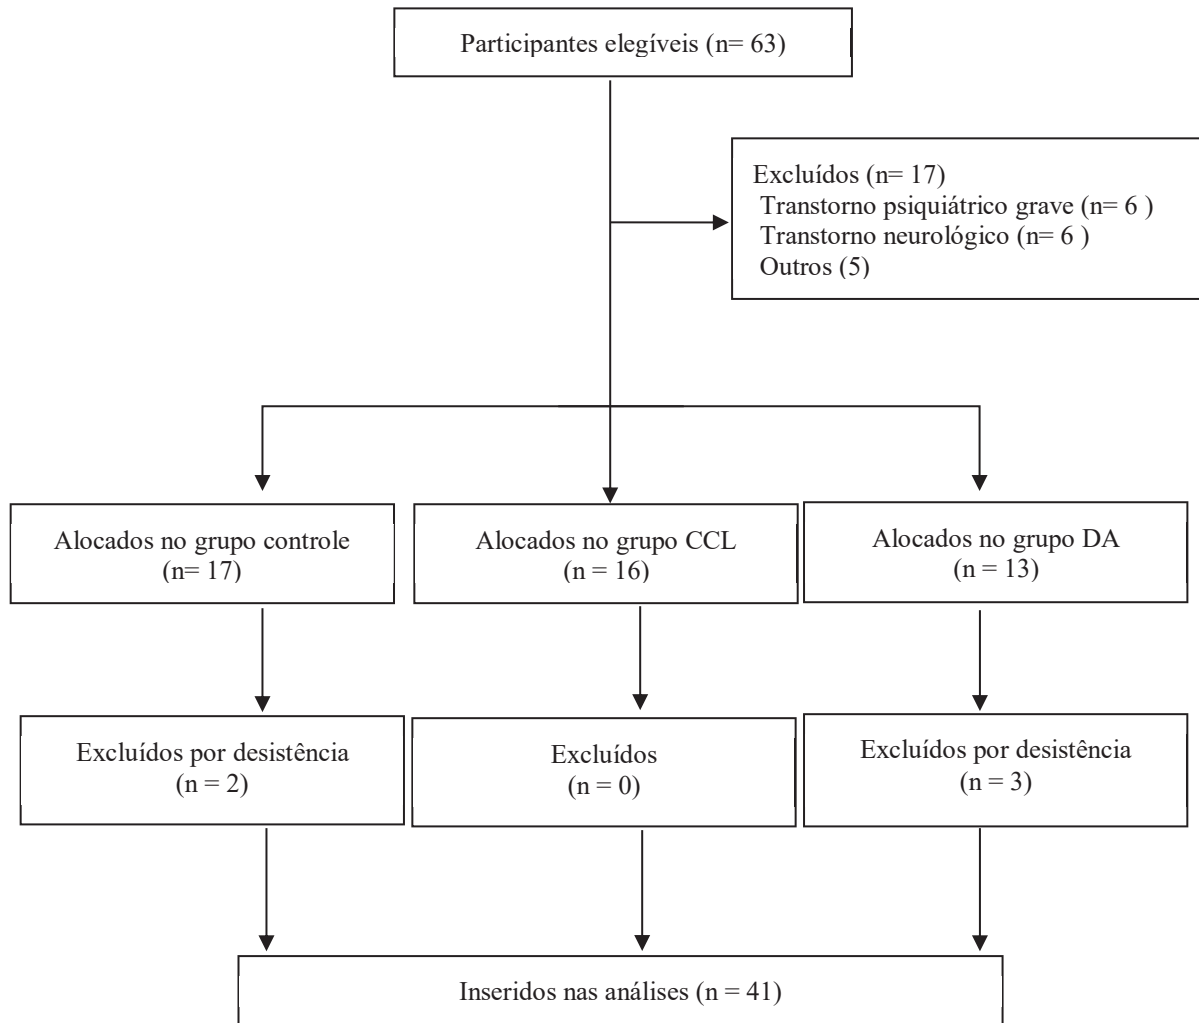 Participantes elegíveis (n= 63)
Excluídos (n= 17)
Transtorno psiquiátrico grave (n= 6 )
Transtorno neurológico (n= 6 )
Outros (5)
Alocados no grupo controle
(n= 17)
Alocados no grupo CCL
(n = 16)
Alocados no grupo DA
(n = 13)
Excluídos por desistência
(n = 2)
Excluídos
(n = 0)
Excluídos por desistência
(n = 3)
Inseridos nas análises (n = 41)